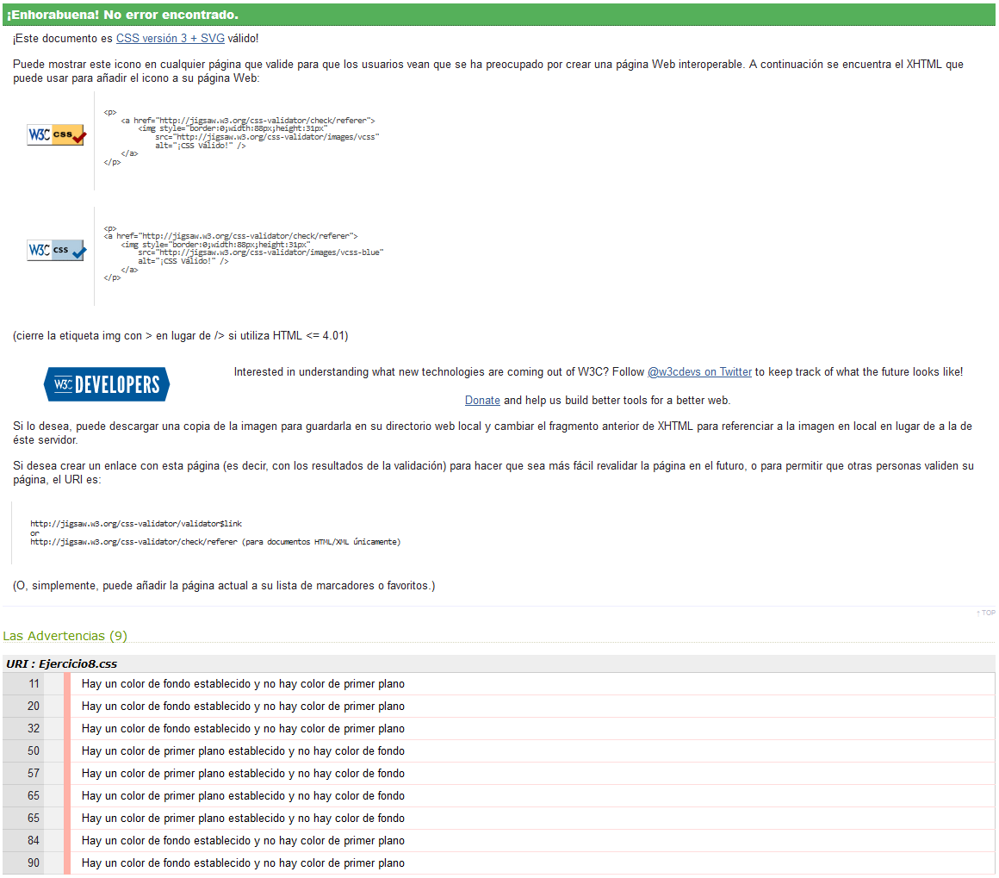 ¡Enhorabuena! No error encontrado.
¡Este documento es CSS versión 3 + SVG válido!
Puede mostrar este icono en cualquier página que valide para que los usuarios vean que se ha preocupado por crear una página Web interoperable. A continuación se encuentra el XHTML que
puede usar para añadir el icono a su página Web:
W3C css
<p>
<a href="http://jigsaw.w3.org/css-validator/check/referer">
<img style="border:0;width:88px;height:31px"
src="http://jigsaw.w3.org/css-validator/images/vcss"
alt="¡CSS Válido!" />
</a>
</p>
W3C css
<p>
<a href="http://jigsaw.w3.org/css-validator/check/referer">
<img style="border:0;width:88px;height:31px"
src="http://jigsaw.w3.org/css-validator/images/vcss-blue"
alt="¡CSS Válido!" />
</a>
</p>
(cierre la etiqueta img con > en lugar de /> si utiliza HTML <= 4.01)
W3C DEVELOPERS
Interested in understanding what new technologies are coming out of W3C? Follow @w3cdevs on Twitter to keep track of what the future looks like!
Donate and help us build better tools for a better web.
Si lo desea, puede descargar una copia de la imagen para guardarla en su directorio web local y cambiar el fragmento anterior de XHTML para referenciar a la imagen en local en lugar de a la de
éste servidor.
Si desea crear un enlace con esta página (es decir, con los resultados de la validación) para hacer que sea más fácil revalidar la página en el futuro, o para permitir que otras personas validen su
página, el URI es:
http://jigsaw.w3.org/css-validator/validator$link
or
http://jigsaw.w3.org/css-validator/check/referer (para documentos HTML/XML únicamente)
(O, simplemente, puede añadir la página actual a su lista de marcadores o favoritos.)
↑ TOP
Las Advertencias (9)
URI : Ejercicio8.css
11 Hay un color de fondo establecido y no hay color de primer plano
20 Hay un color de fondo establecido y no hay color de primer plano
32 Hay un color de fondo establecido y no hay color de primer plano
50 Hay un color de primer plano establecido y no hay color de fondo
57 Hay un color de primer plano establecido y no hay color de fondo
65 Hay un color de primer plano establecido y no hay color de fondo
65 Hay un color de primer plano establecido y no hay color de fondo
84 Hay un color de fondo establecido y no hay color de primer plano
90 Hay un color de fondo establecido y no hay color de primer plano